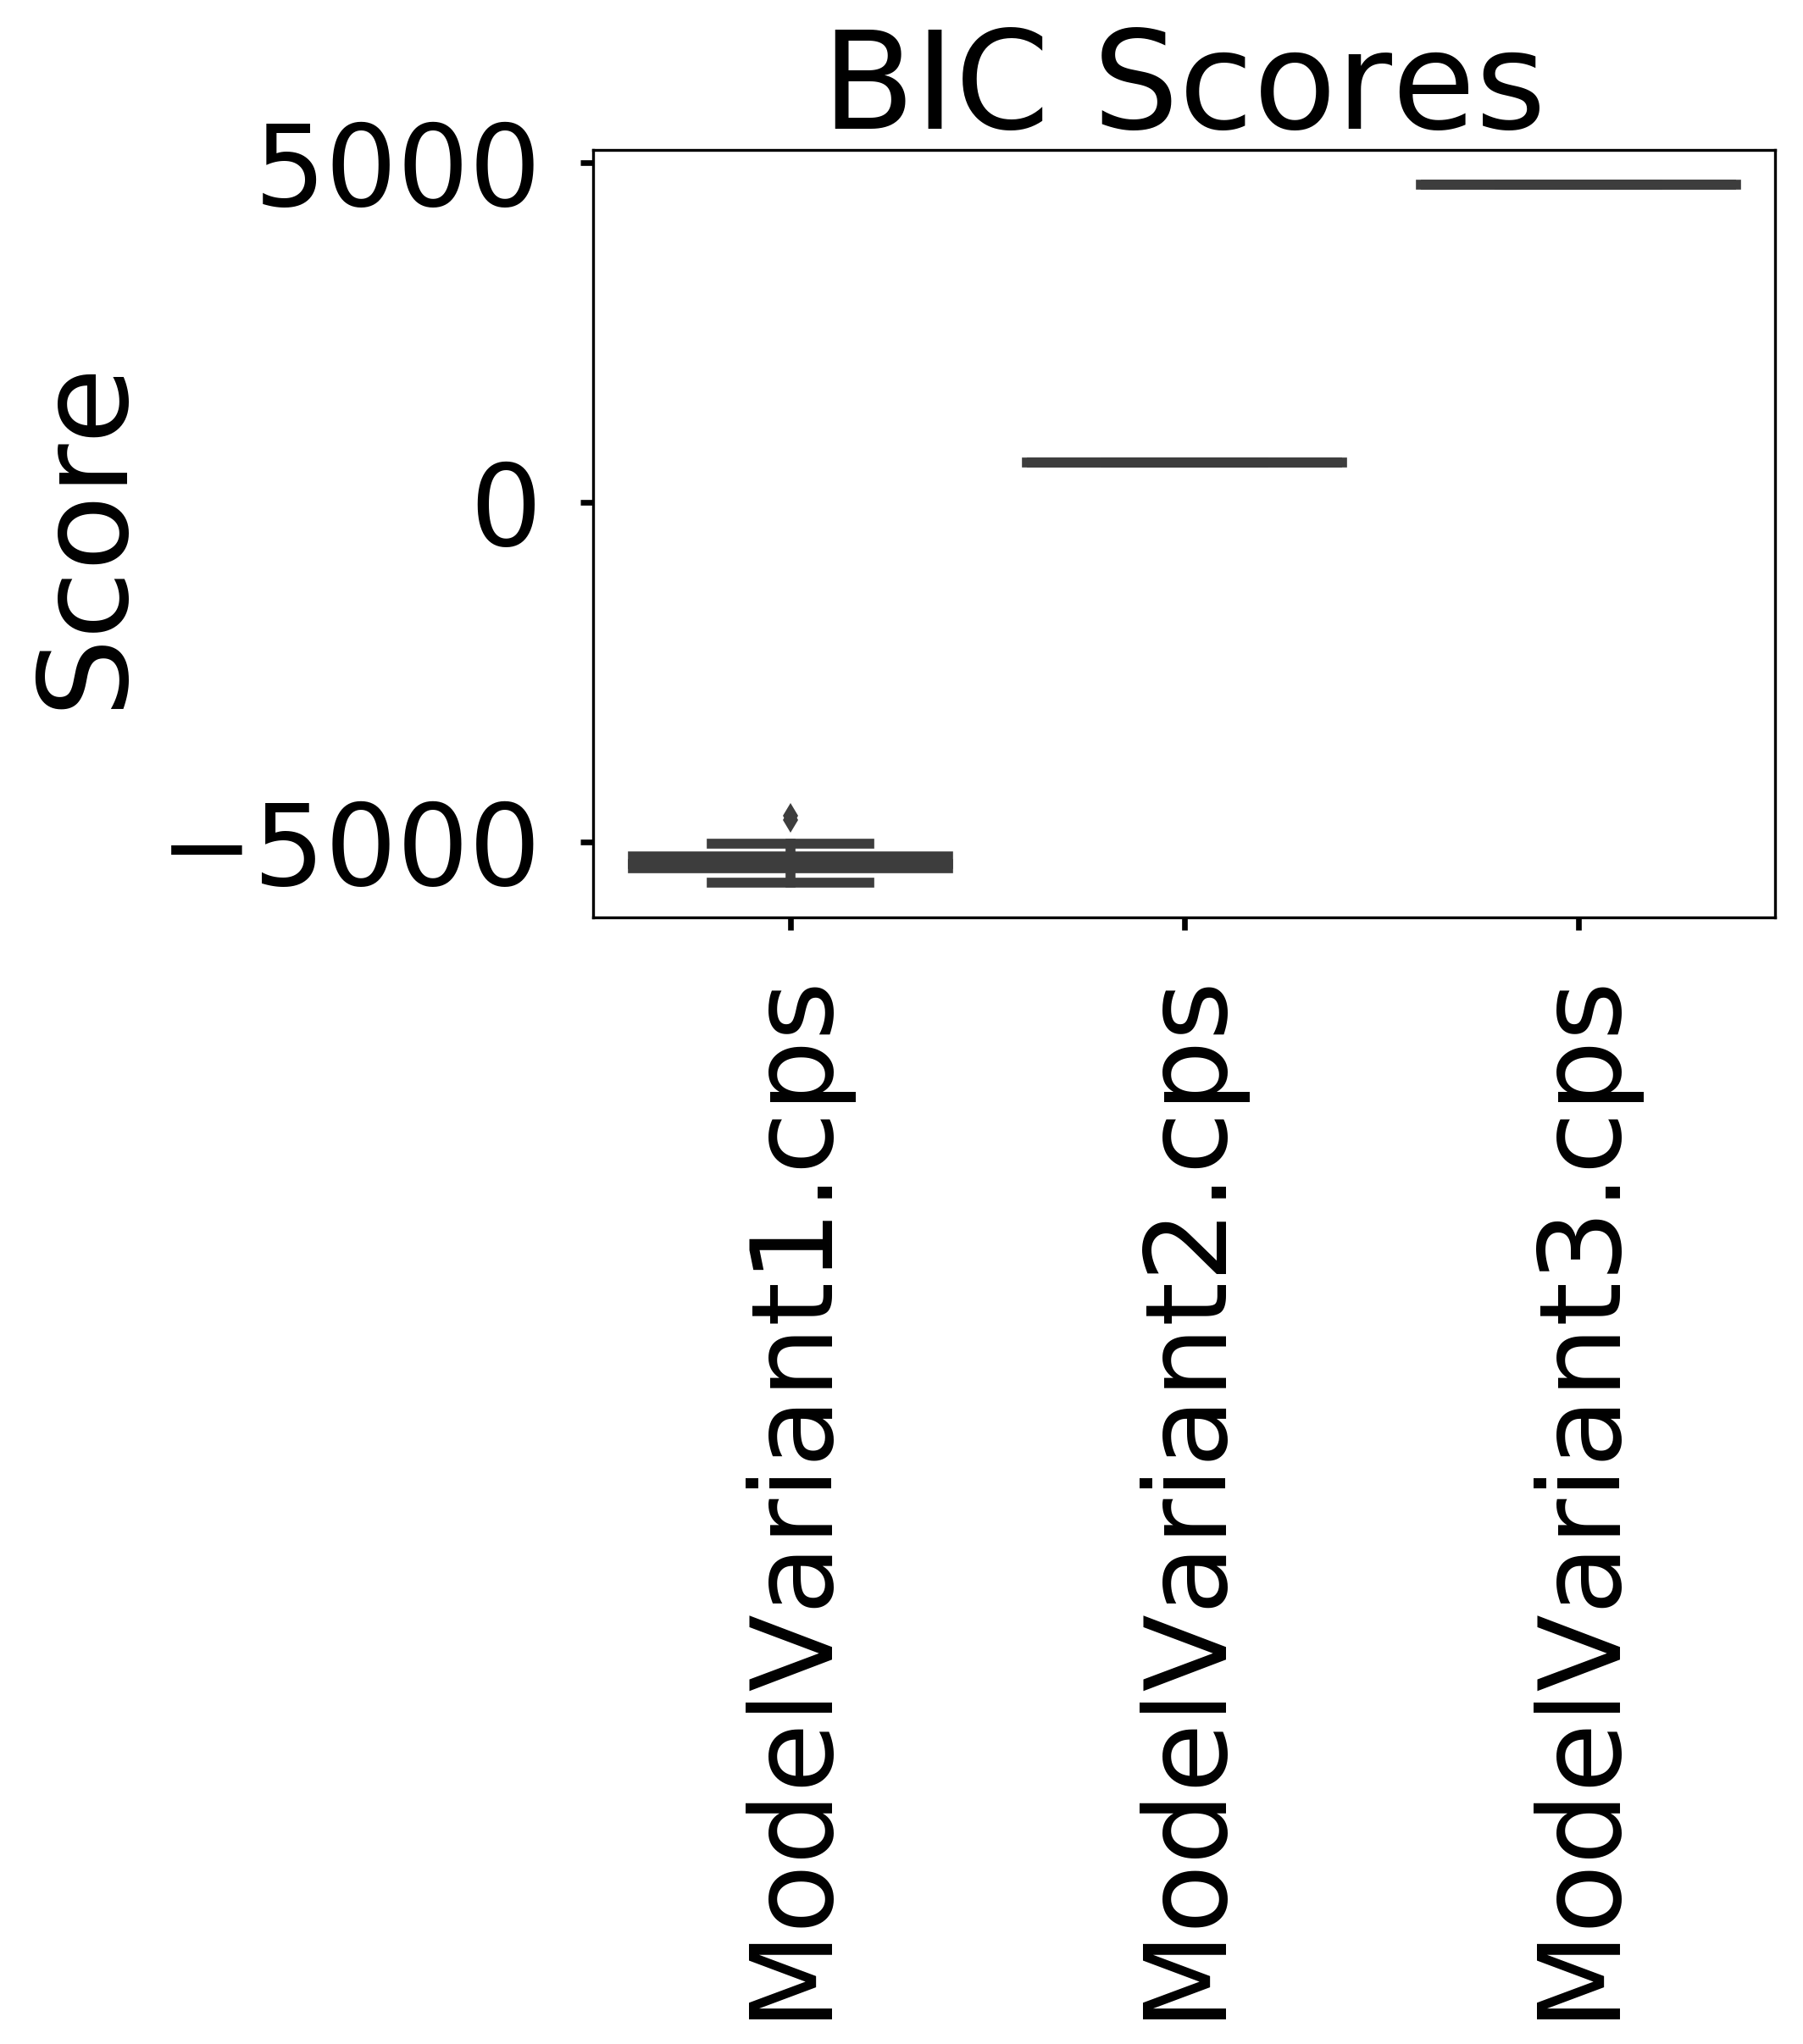 BIC Scores
Score
5000
0
−5000
ModelVariant1.cps
ModelVariant2.cps
ModelVariant3.cps